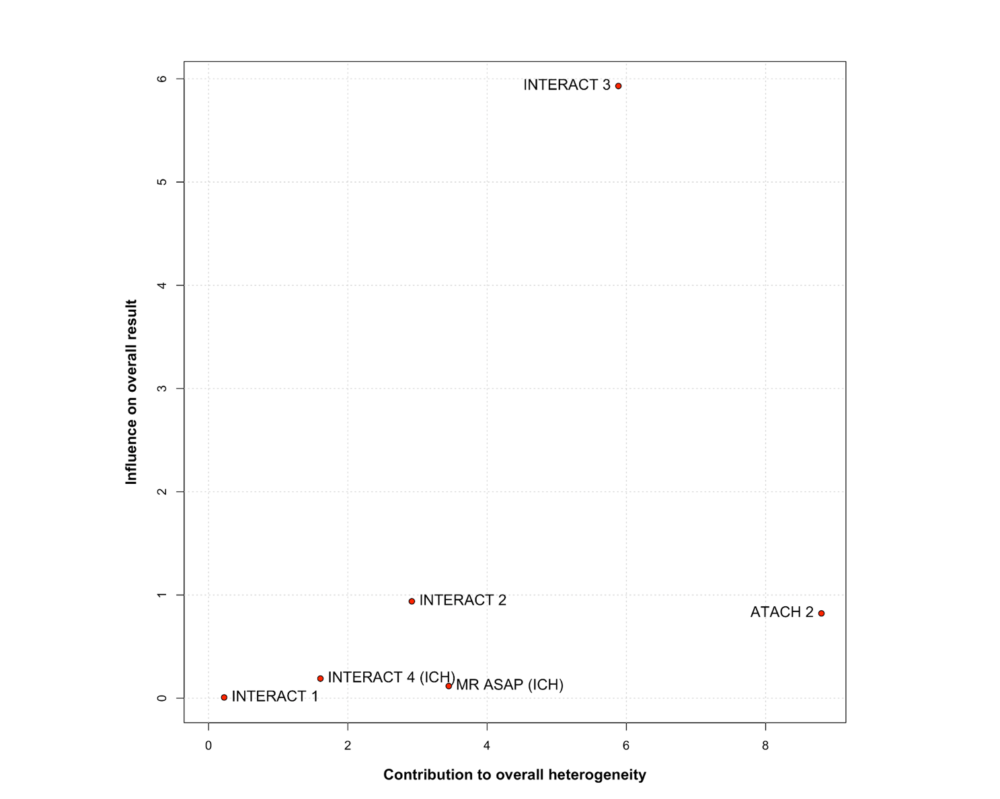 6
INTERACT 3
5
4
3
2
1
INTERACT 2
ATACH 2
INTERACT 4 (ICH)
MR ASAP (ICH)
INTERACT 1
0
Influence on overall result
0 2 4 6 8
Contribution to overall heterogeneity